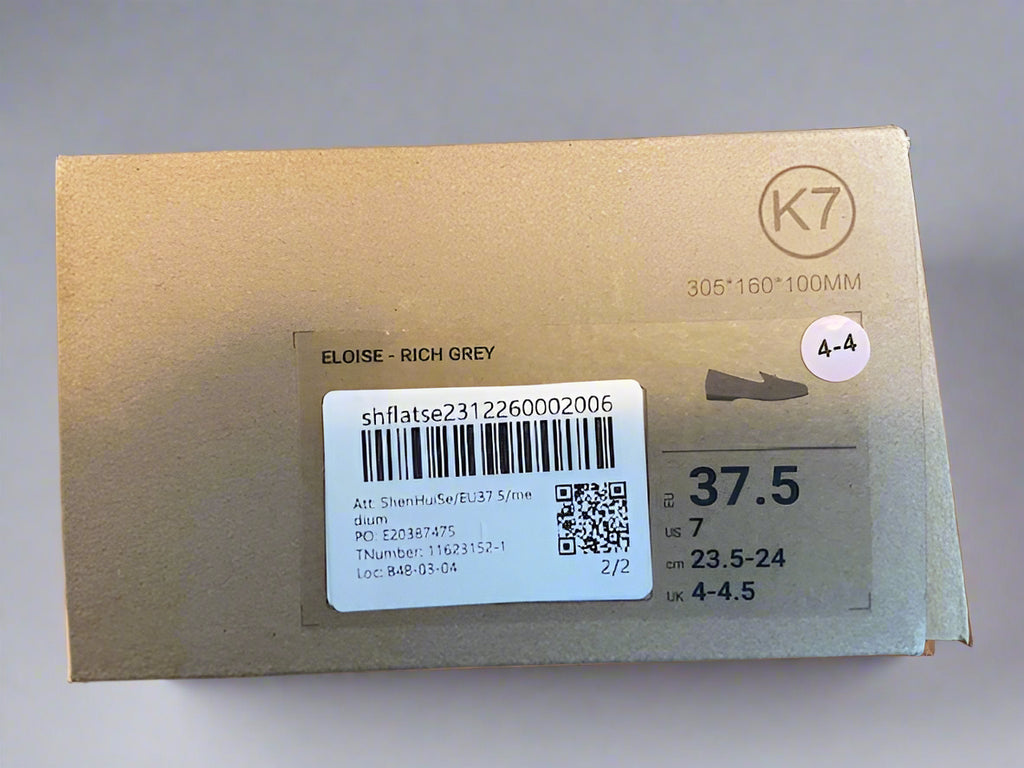 K7
305*160*100MM
ELOISE - RICH GREY
4-4
shflatse2312260002006
Att: ShenHuiSe/EU37.5/me
dium
PO: E20387475
TNumber: 11623152-1
Loc: B48-03-04
2/2
EU 37.5
US 7
cm 23.5-24
UK 4-4.5